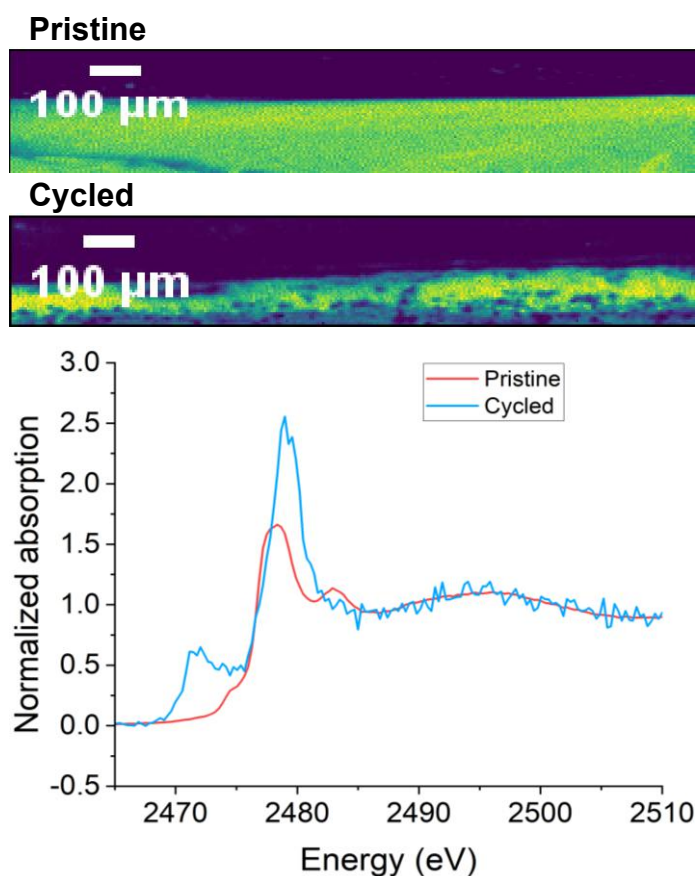 Pristine
100 μm
Cycled
100 μm
3.0
2.5
2.0
1.5
1.0
0.5
0.0
-0.5
Normalized absorption
Pristine
Cycled
2470 2480 2490 2500 2510
Energy (eV)